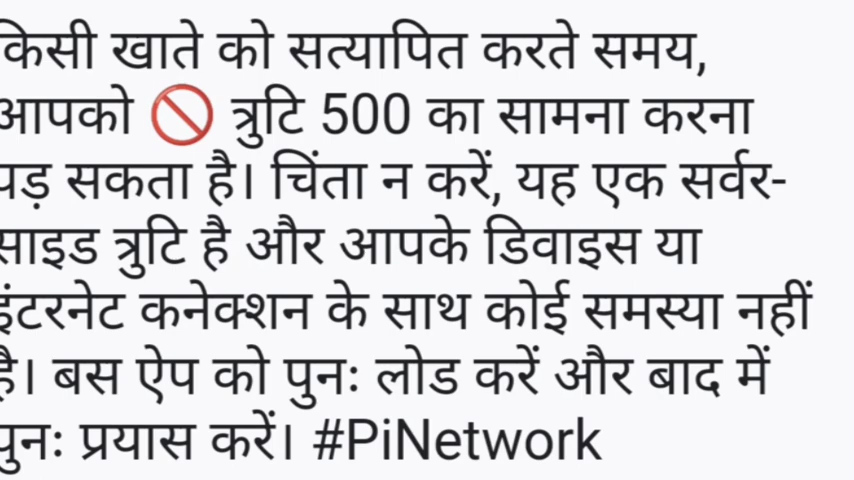 किसी खाते को सत्यापित करते समय,
आपको 🚫 त्रुटि 500 का सामना करना
पड़ सकता है। चिंता न करें, यह एक सर्वर-
साइड त्रुटि है और आपके डिवाइस या
इंटरनेट कनेक्शन के साथ कोई समस्या नहीं
है। बस ऐप को पुनः लोड करें और बाद में
पुनः प्रयास करें। #PiNetwork